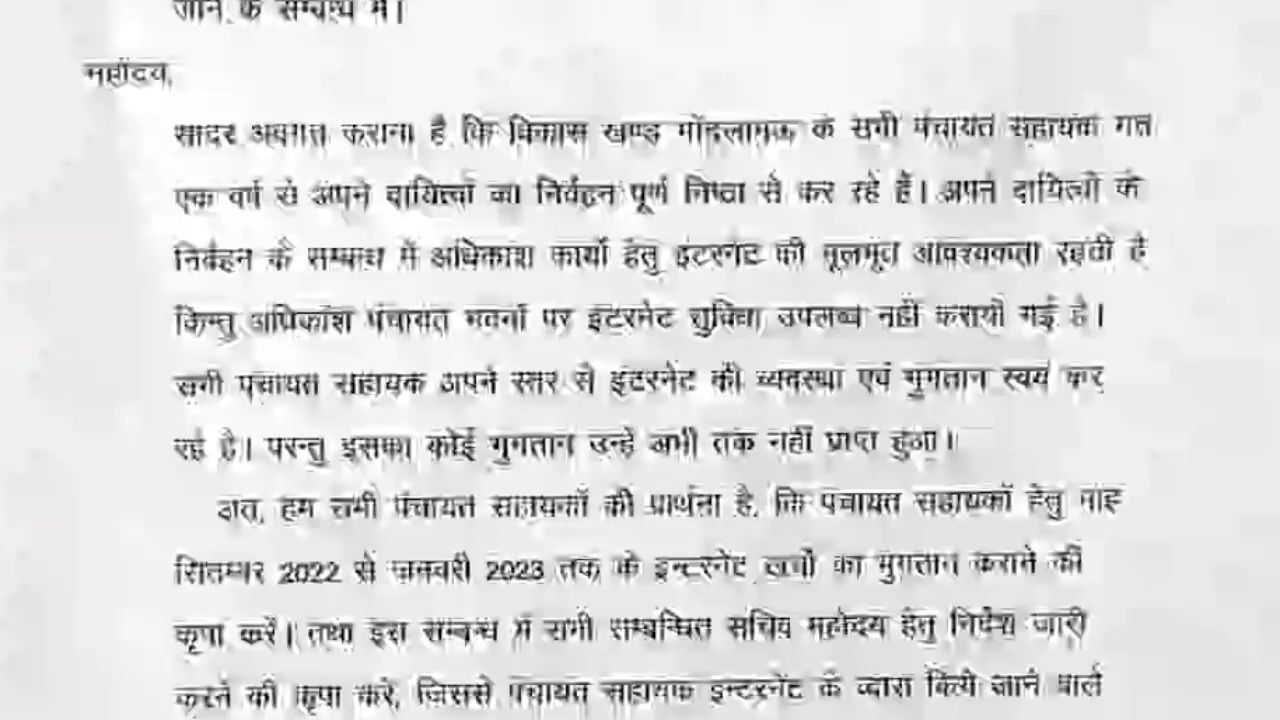 जाने के सम्बन्ध में।
महोदय,
सादर अवगत कराना है कि विकास खण्ड मोहनलालगंज के सभी पंचायत सहायक गत
एक वर्ष से अपने दायित्वों का निर्वहन पूर्ण निष्ठा से कर रहे हैं। अपने दायित्वों के
निर्वहन के सम्बन्ध में अधिकांश कार्यो हेतु इंटरनेट की मूलभूत आवश्यकता रहती है
किन्तु अधिकांश पंचायत भवनों पर इंटरनेट सुविधा उपलब्ध नहीं करायी गई है।
सभी पंचायत सहायक अपने स्तर से इंटरनेट की व्यवस्था एवं भुगतान स्वयं कर
रहे है। परन्तु इसका कोई भुगतान उन्हें अभी तक नहीं प्राप्त हुआ।
अत, हम सभी पंचायत सहायकों की प्रार्थना है, कि पंचायत सहायकों हेतु माह
सितम्बर 2022 से जनवरी 2023 तक के इन्टरनेट खर्चो का भुगतान कराने की
कृपा करें। तथा इस सम्बन्ध में सभी सम्बन्धित सचिव महोदय हेतु निर्देश जारी
करने की कृपा करें, जिससे पंचायत सहायक इन्टरनेट के द्वारा किये जाने वाले